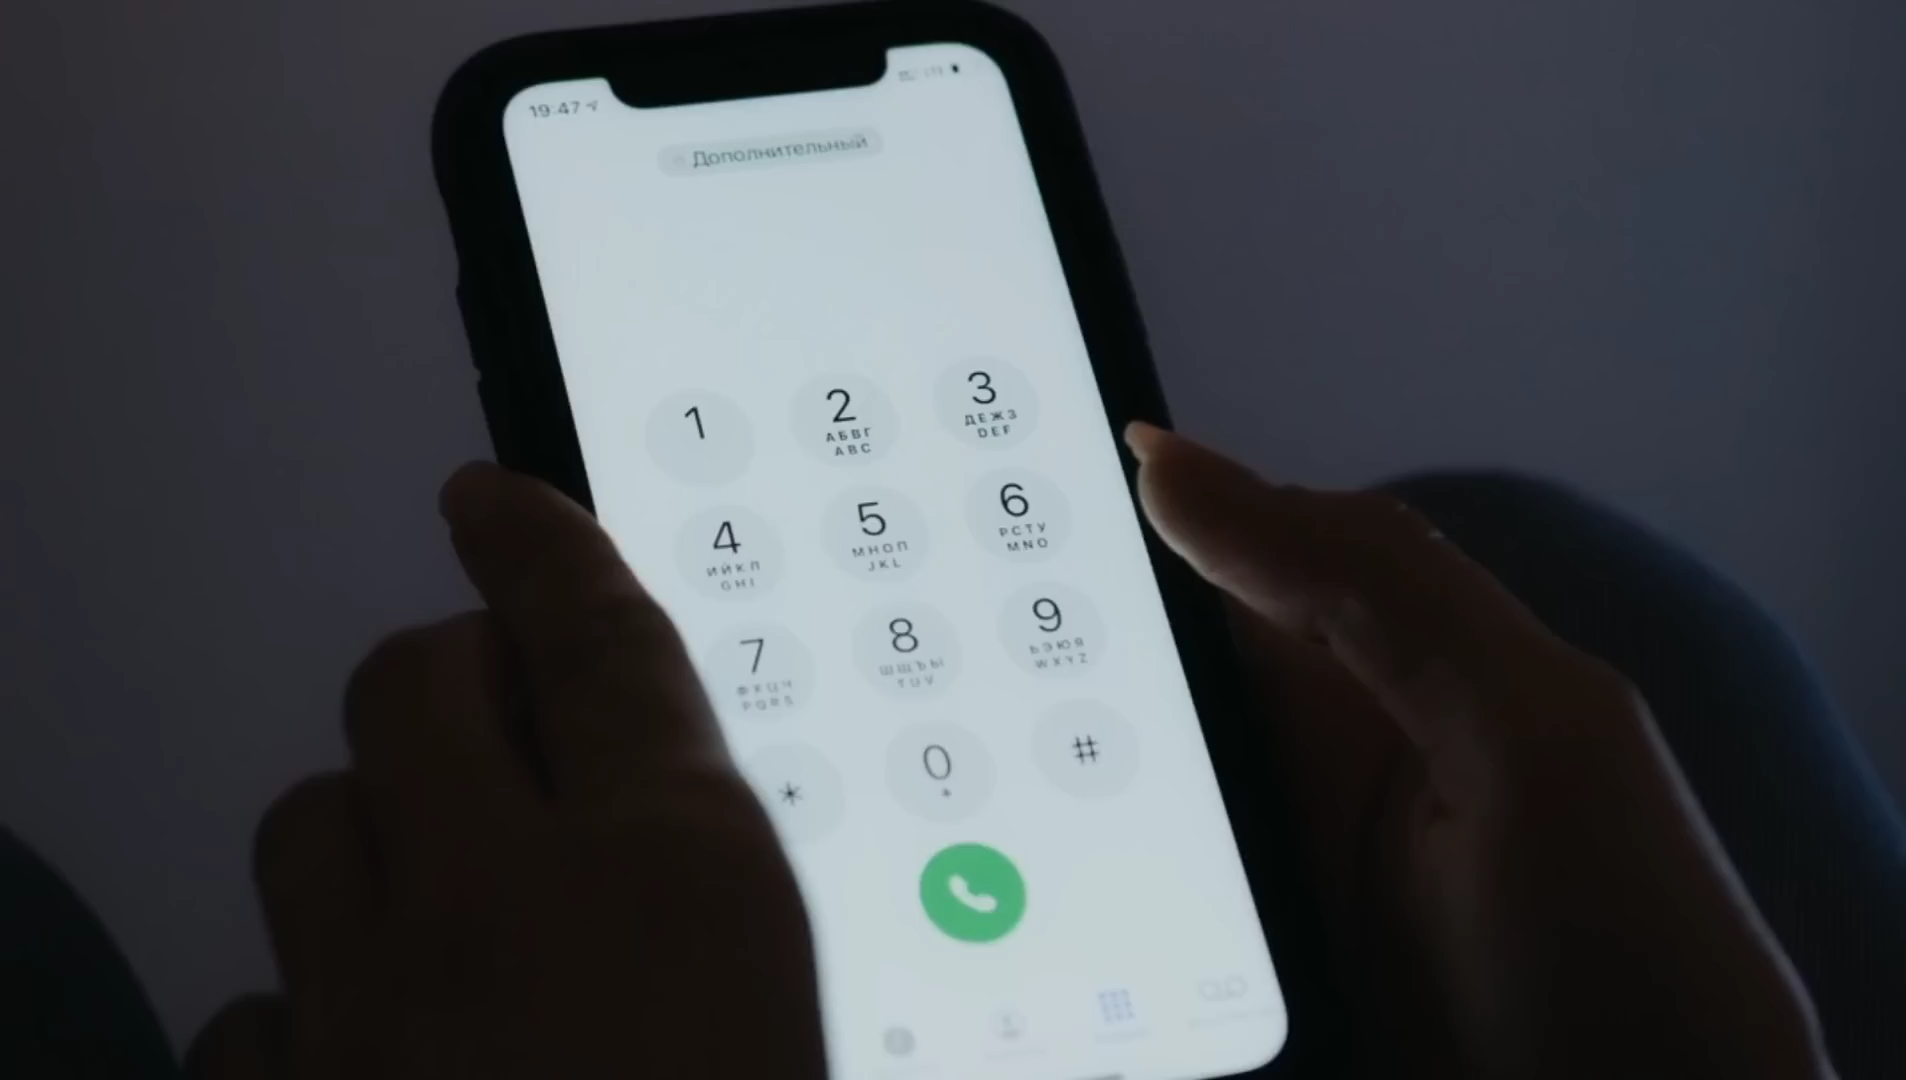 19:47
Дополнительный
1
2
АБВГ
ABC
3
ДЕЖЗ
DEF
4
ИЙКЛ
GHI
5
МНОП
JKL
6
РСТУ
MNO
7
ФХЦЧ
PQRS
8
ШЩЪЫ
TUV
9
ЬЭЮЯ
WXYZ
*
0
+
#